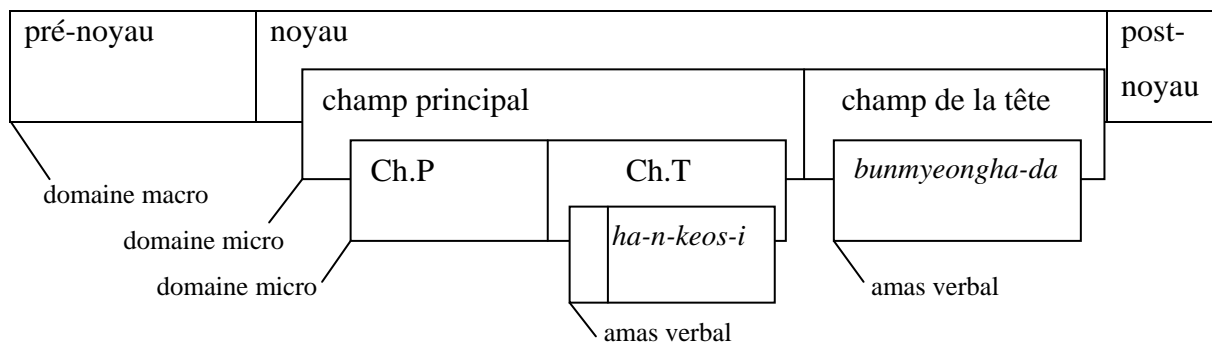 pré-noyau noyau post-
noyau
champ principal champ de la tête
Ch.P Ch.T bunmyeongha-da
domaine macro
ha-n-keos-i
domaine micro
domaine micro amas verbal
amas verbal